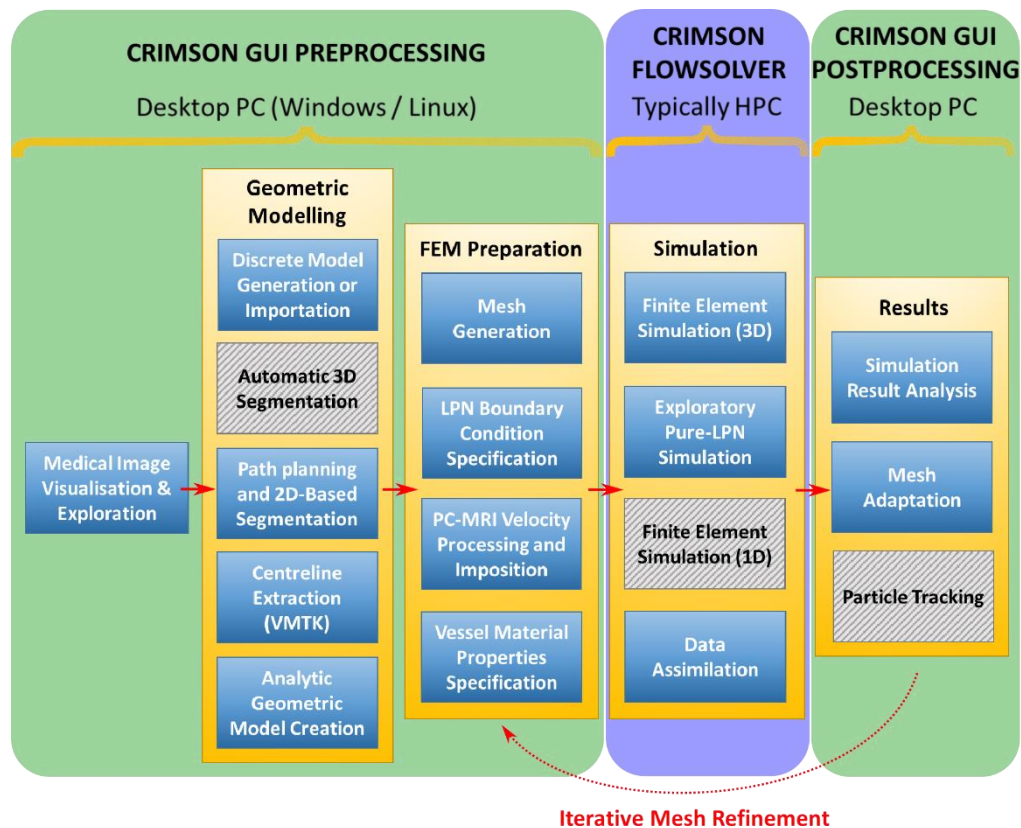 CRIMSON GUI PREPROCESSING
Desktop PC (Windows / Linux)
CRIMSON
FLOWSOLVER
Typically HPC
CRIMSON GUI
POSTPROCESSING
Desktop PC
Medical Image
Visualisation &
Exploration
Geometric
Modelling
Discrete Model
Generation or
Importation
Automatic 3D
Segmentation
Path planning
and 2D-Based
Segmentation
Centreline
Extraction
(VMTK)
Analytic
Geometric
Model Creation
FEM Preparation
Mesh
Generation
LPN Boundary
Condition
Specification
PC-MRI Velocity
Processing and
Imposition
Vessel Material
Properties
Specification
Simulation
Finite Element
Simulation (3D)
Exploratory
Pure-LPN
Simulation
Finite Element
Simulation (1D)
Data
Assimilation
Results
Simulation
Result Analysis
Mesh
Adaptation
Particle Tracking
Iterative Mesh Refinement